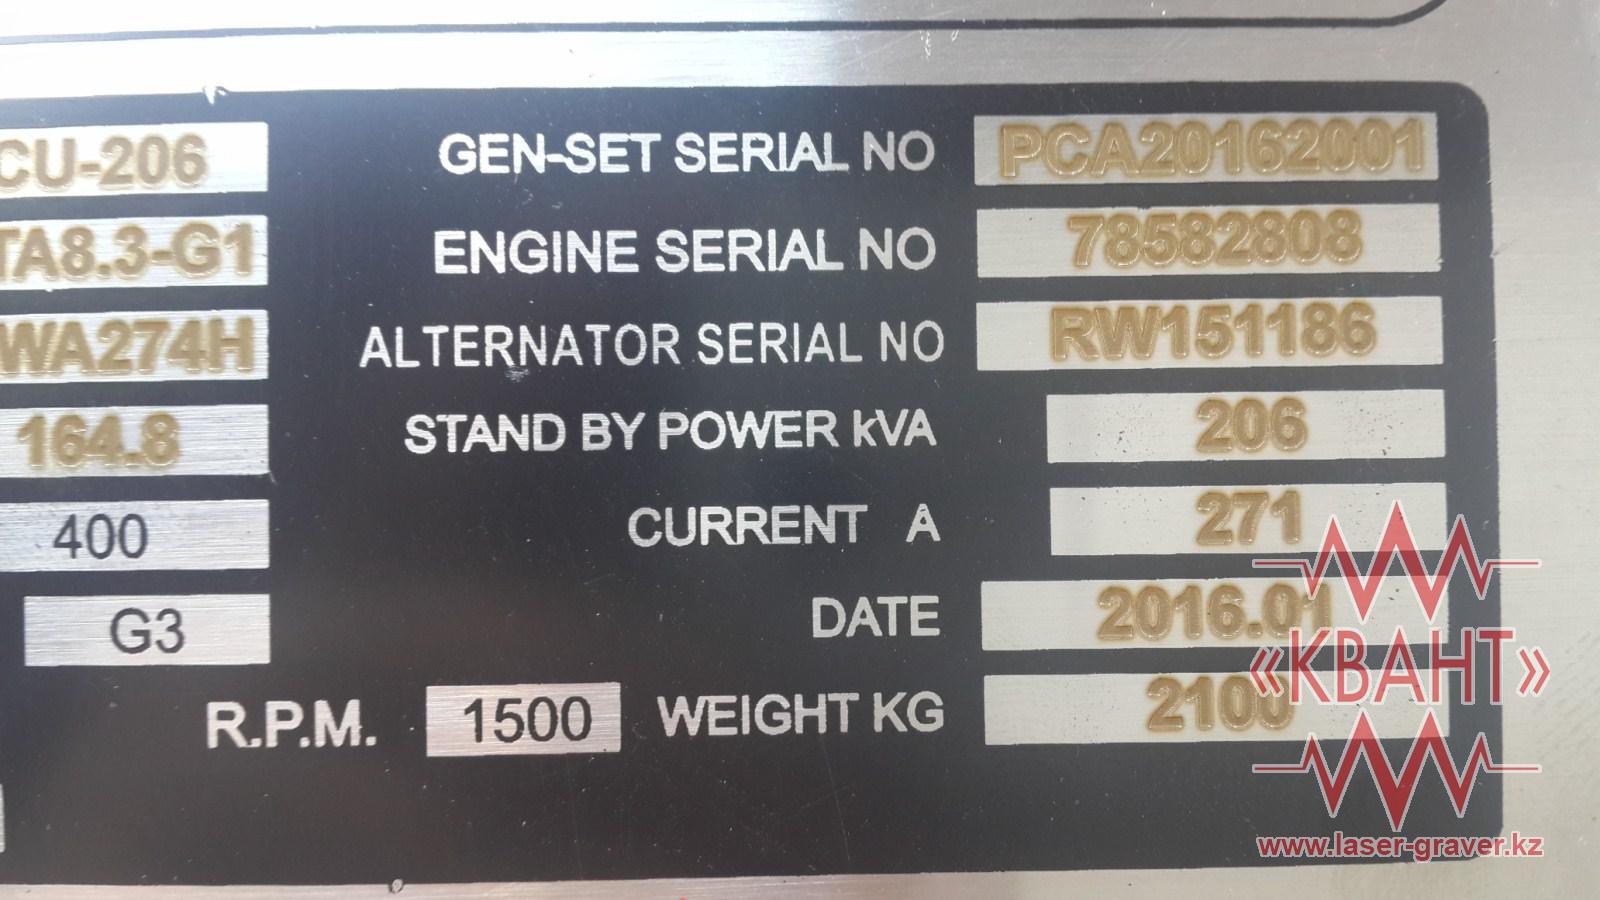 CU-206 GEN-SET SERIAL NO PCA20162001
TA8.3-G1 ENGINE SERIAL NO 78582808
WA274H ALTERNATOR SERIAL NO RW151186
164.8 STAND BY POWER kVA 206
400 CURRENT A 271
G3 DATE 2016.01
R.P.M. 1500 WEIGHT KG 2100
«КВАНТ»
www.laser-graver.kz